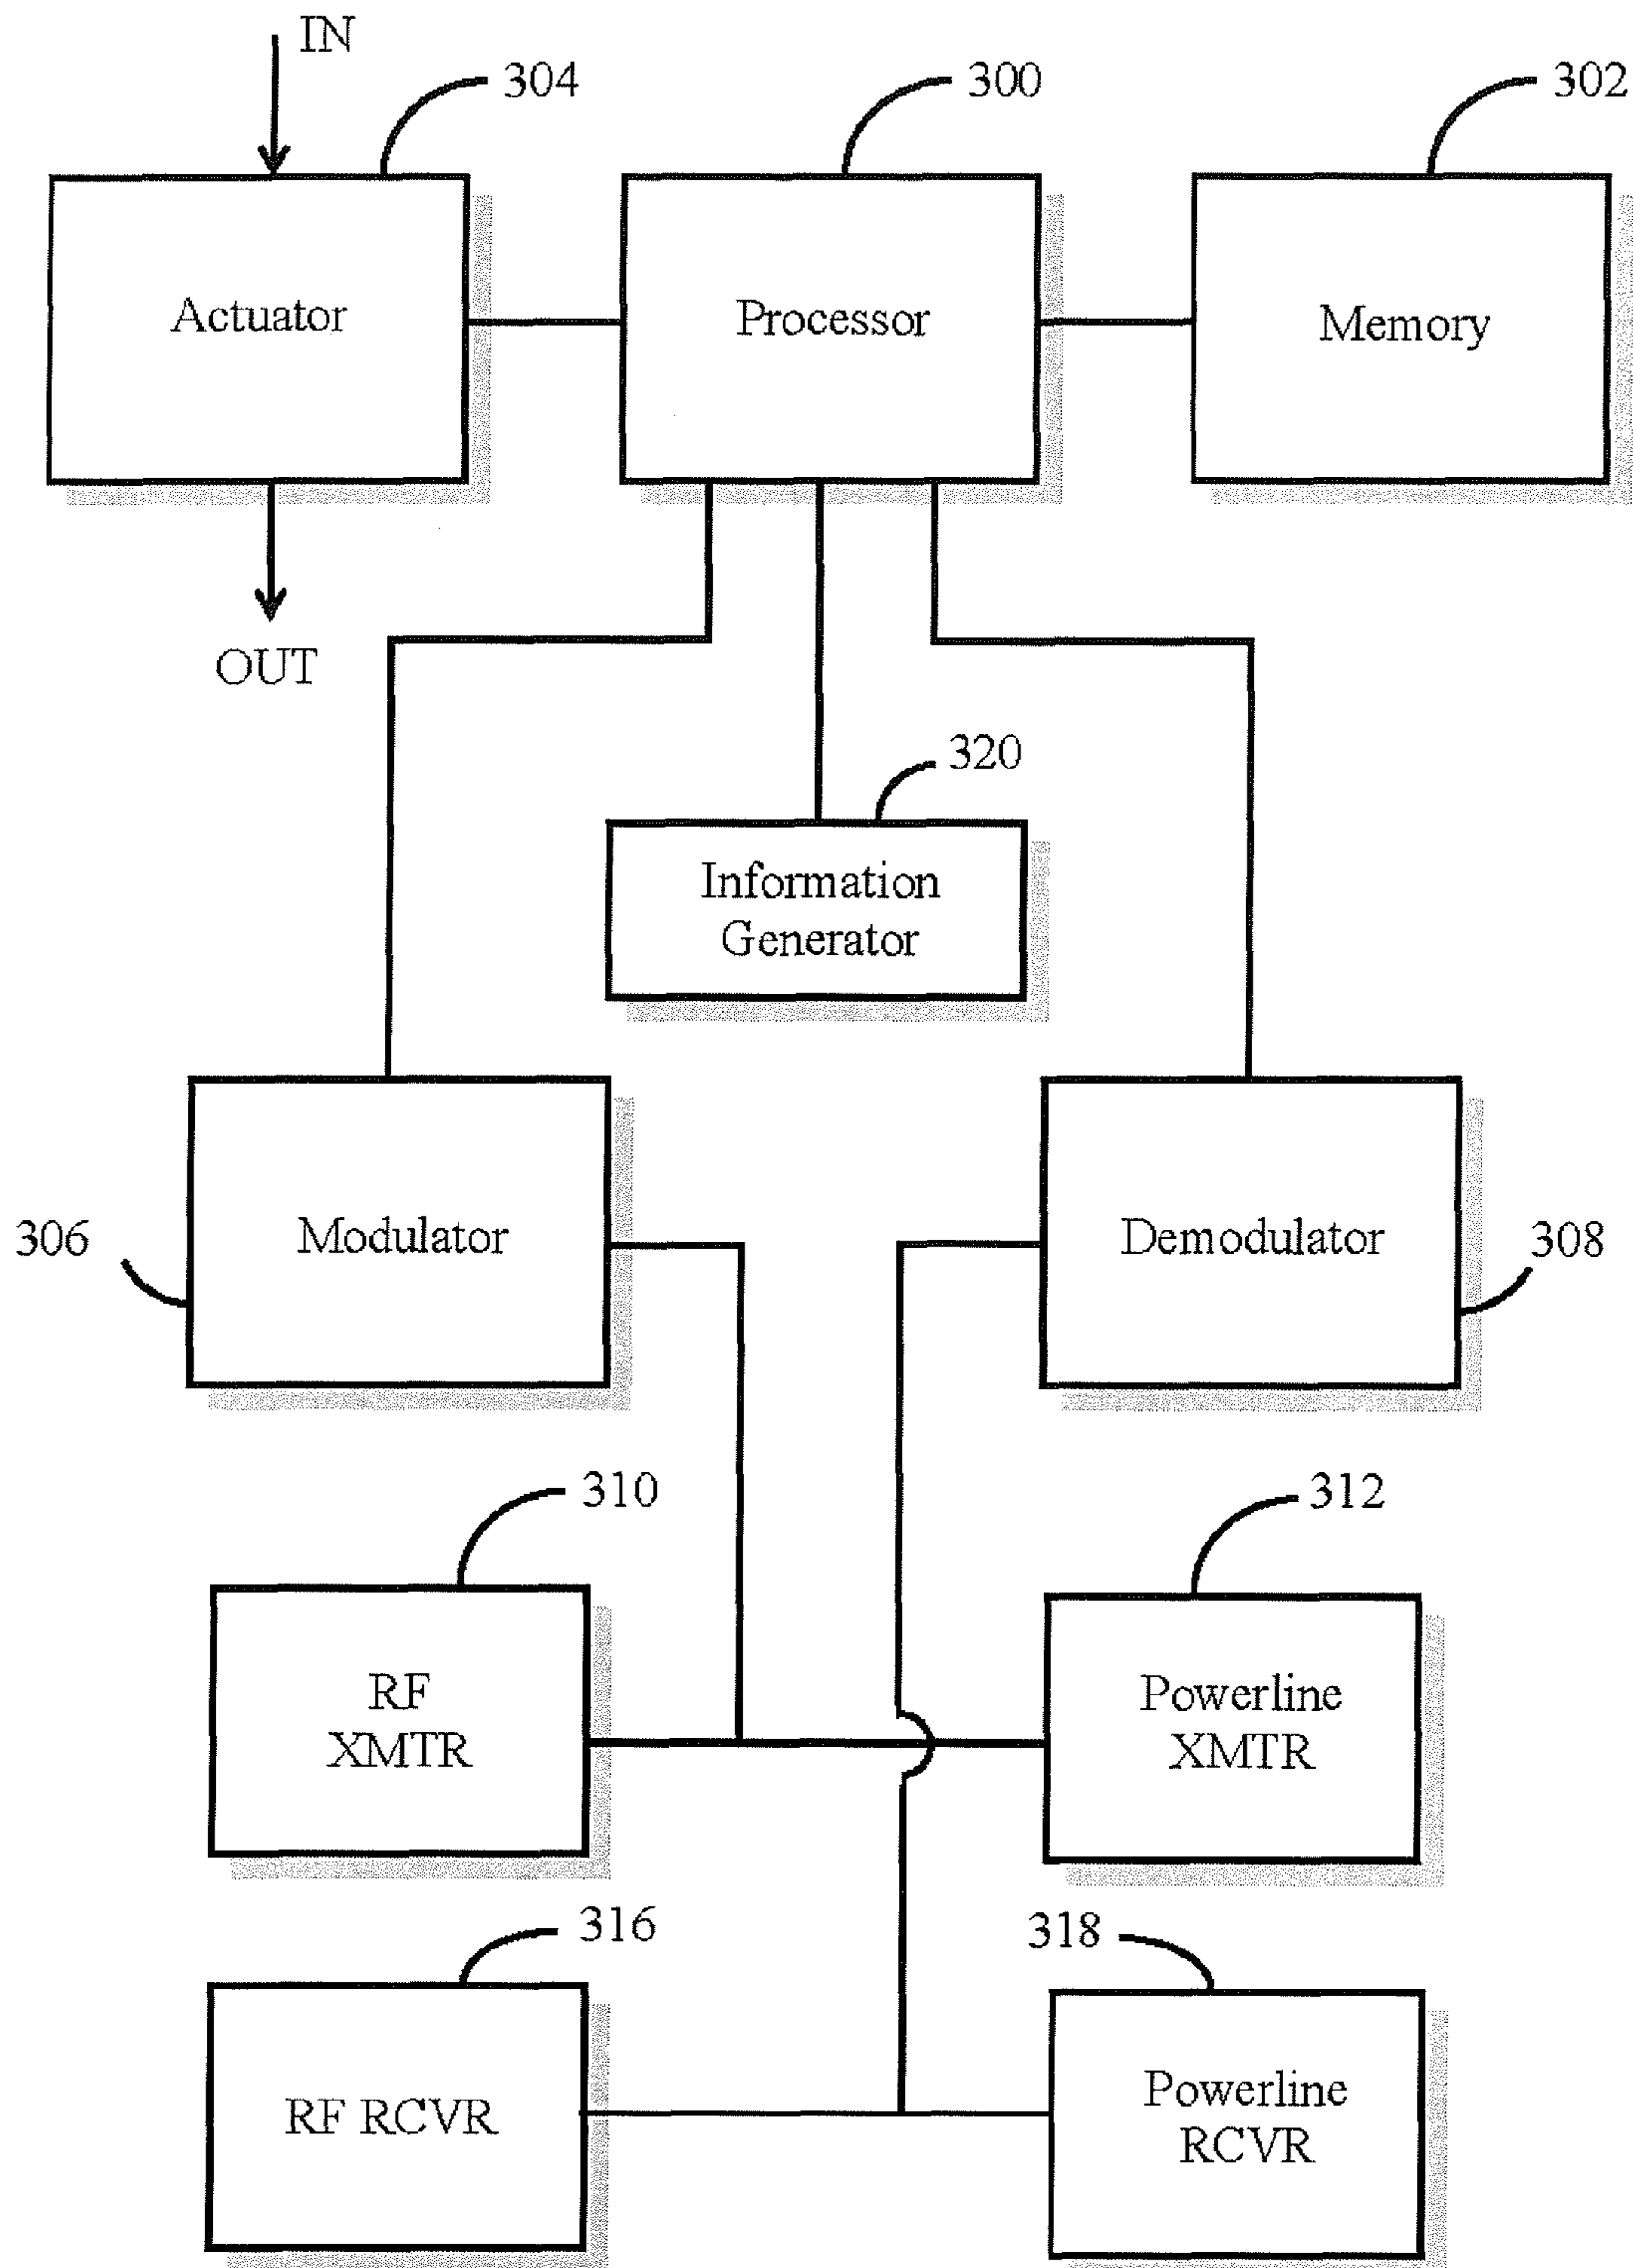 IN
304
300
302
Actuator
Processor
Memory
OUT
320
Information
Generator
306
Modulator
Demodulator
308
310
312
RF
XMTR
Powerline
XMTR
316
318
RF RCVR
Powerline
RCVR